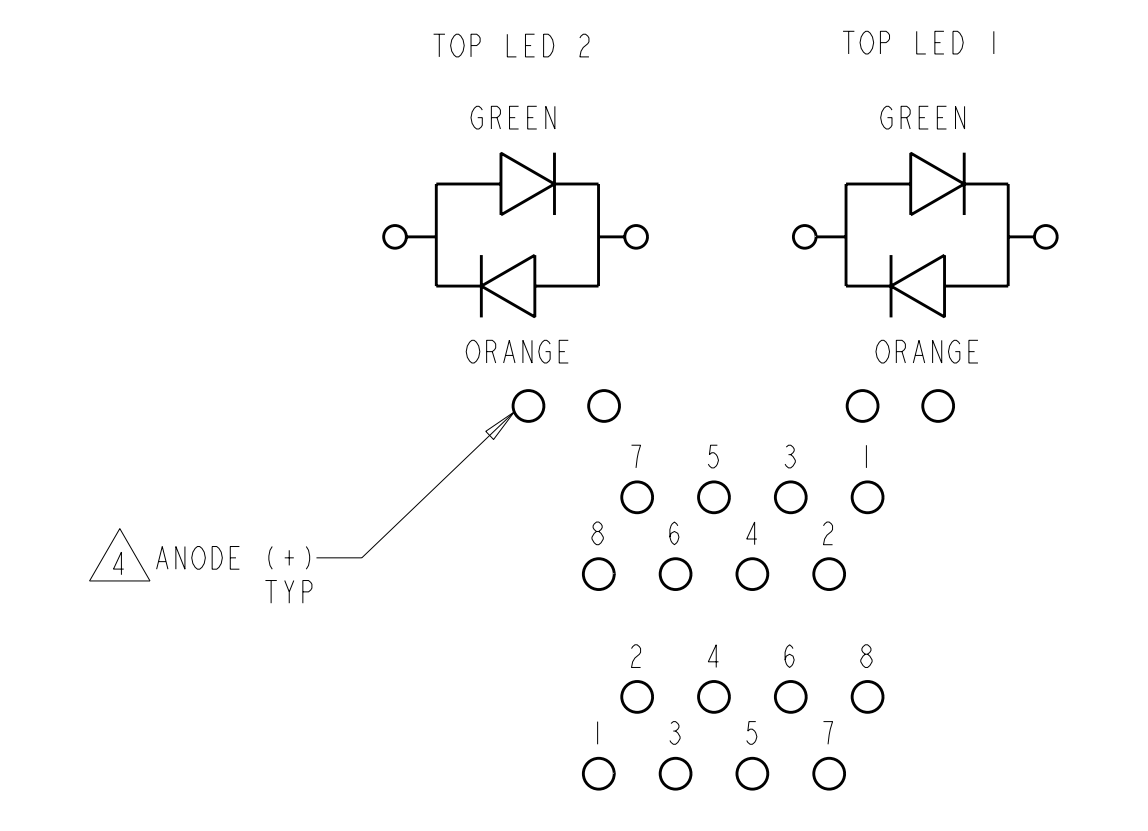 TOP LED 2
TOP LED 1
GREEN
GREEN
ORANGE
ORANGE
7 5 3 1
8 6 4 2
4 ANODE (+)
TYP
2 4 6 8
1 3 5 7